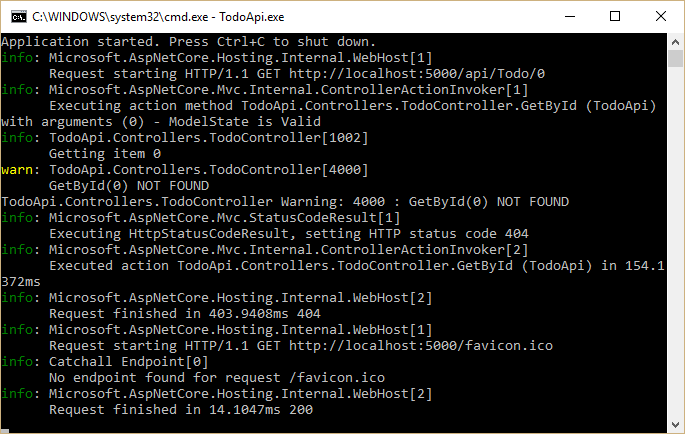 C:\WINDOWS\system32\cmd.exe - TodoApi.exe
Application started. Press Ctrl+C to shut down.
info: Microsoft.AspNetCore.Hosting.Internal.WebHost[1]
      Request starting HTTP/1.1 GET http://localhost:5000/api/Todo/0
info: Microsoft.AspNetCore.Mvc.Internal.ControllerActionInvoker[1]
      Executing action method TodoApi.Controllers.TodoController.GetById (TodoApi)
with arguments (0) - ModelState is Valid
info: TodoApi.Controllers.TodoController[1002]
      Getting item 0
warn: TodoApi.Controllers.TodoController[4000]
      GetById(0) NOT FOUND
TodoApi.Controllers.TodoController Warning: 4000 : GetById(0) NOT FOUND
info: Microsoft.AspNetCore.Mvc.StatusCodeResult[1]
      Executing HttpStatusCodeResult, setting HTTP status code 404
info: Microsoft.AspNetCore.Mvc.Internal.ControllerActionInvoker[2]
      Executed action TodoApi.Controllers.TodoController.GetById (TodoApi) in 154.1
372ms
info: Microsoft.AspNetCore.Hosting.Internal.WebHost[2]
      Request finished in 403.9408ms 404
info: Microsoft.AspNetCore.Hosting.Internal.WebHost[1]
      Request starting HTTP/1.1 GET http://localhost:5000/favicon.ico
info: Catchall Endpoint[0]
      No endpoint found for request /favicon.ico
info: Microsoft.AspNetCore.Hosting.Internal.WebHost[2]
      Request finished in 14.1047ms 200